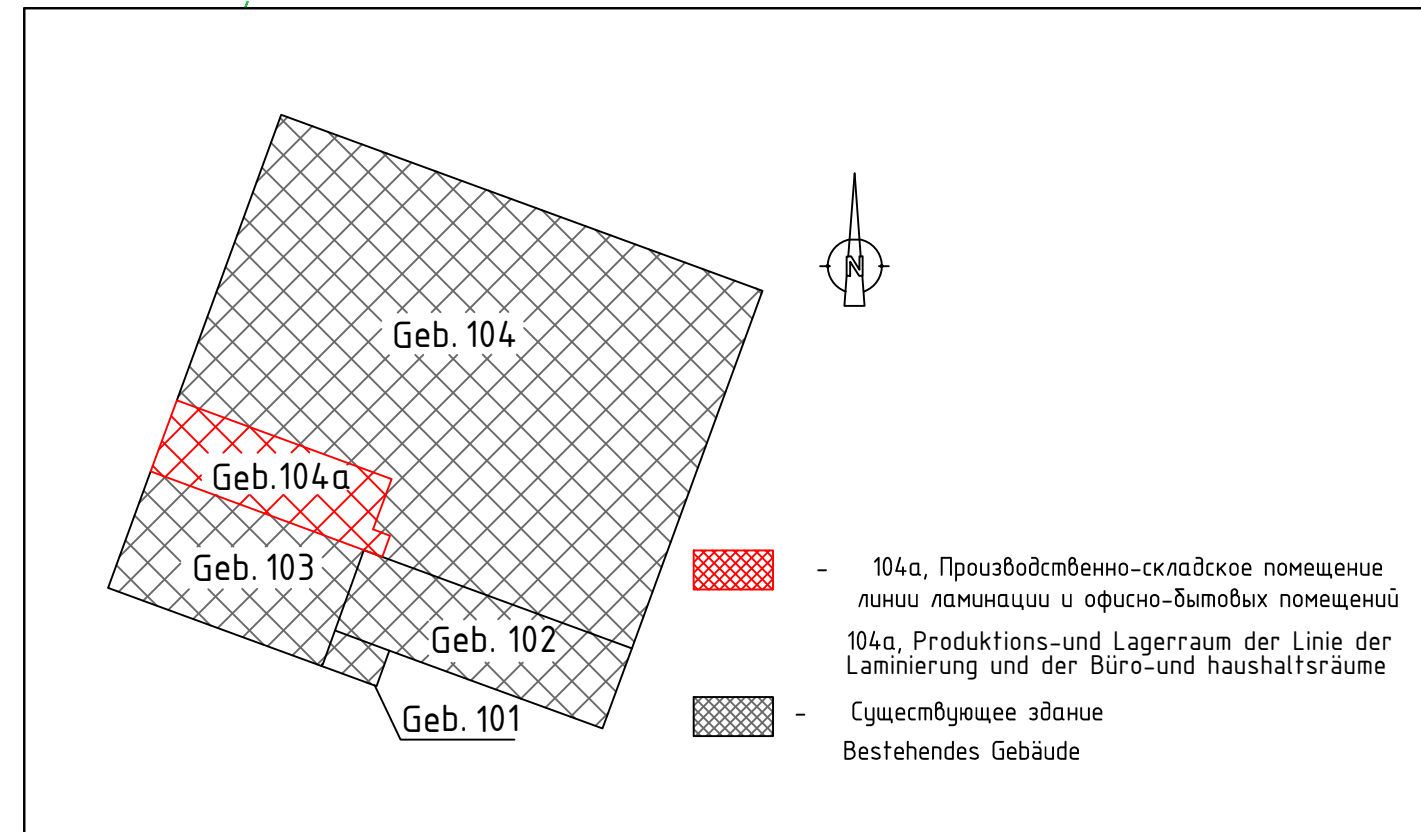 Geb. 104
N
Geb.104a
Geb. 103
Geb. 102
Geb. 101
- 104а, Производственно-складское помещение
линии ламинации и офисно-бытовых помещений
104a, Produktions-und Lagerraum der Linie der
Laminierung und der Büro-und haushaltsräume
- Существующее здание
Bestehendes Gebäude